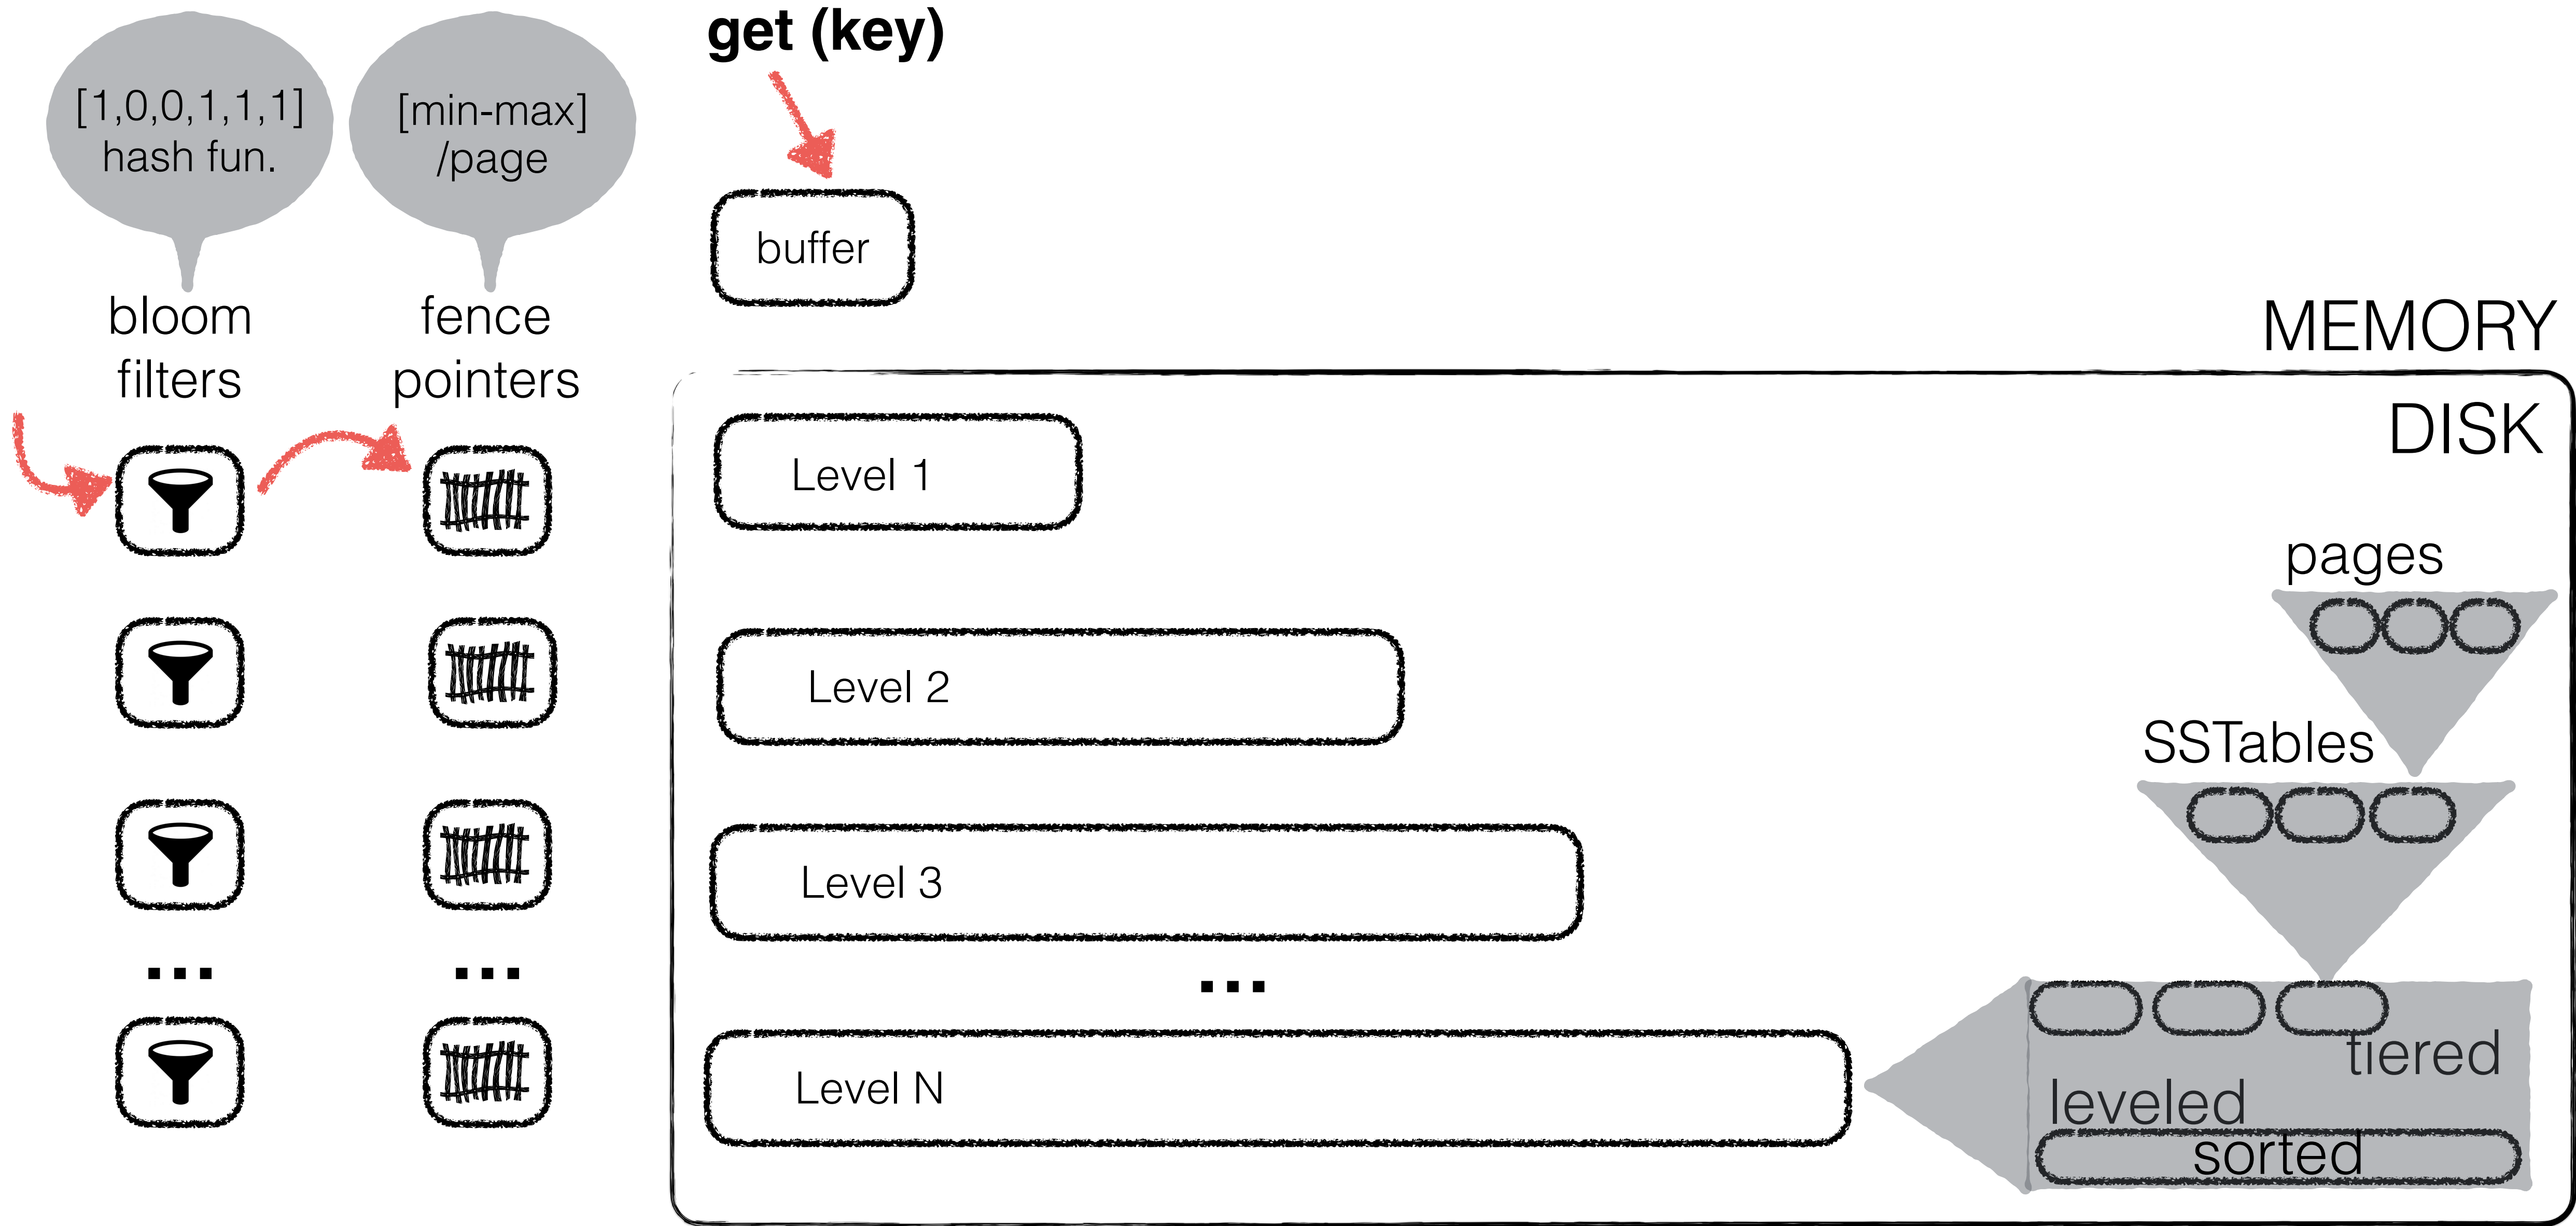 get (key)
[1,0,0,1,1,1]
hash fun.
[min-max]
/page
buffer
bloom
filters
fence
pointers
MEMORY
DISK
Level 1
pages
Level 2
SSTables
Level 3
...
...
...
tiered
Level N
leveled
sorted